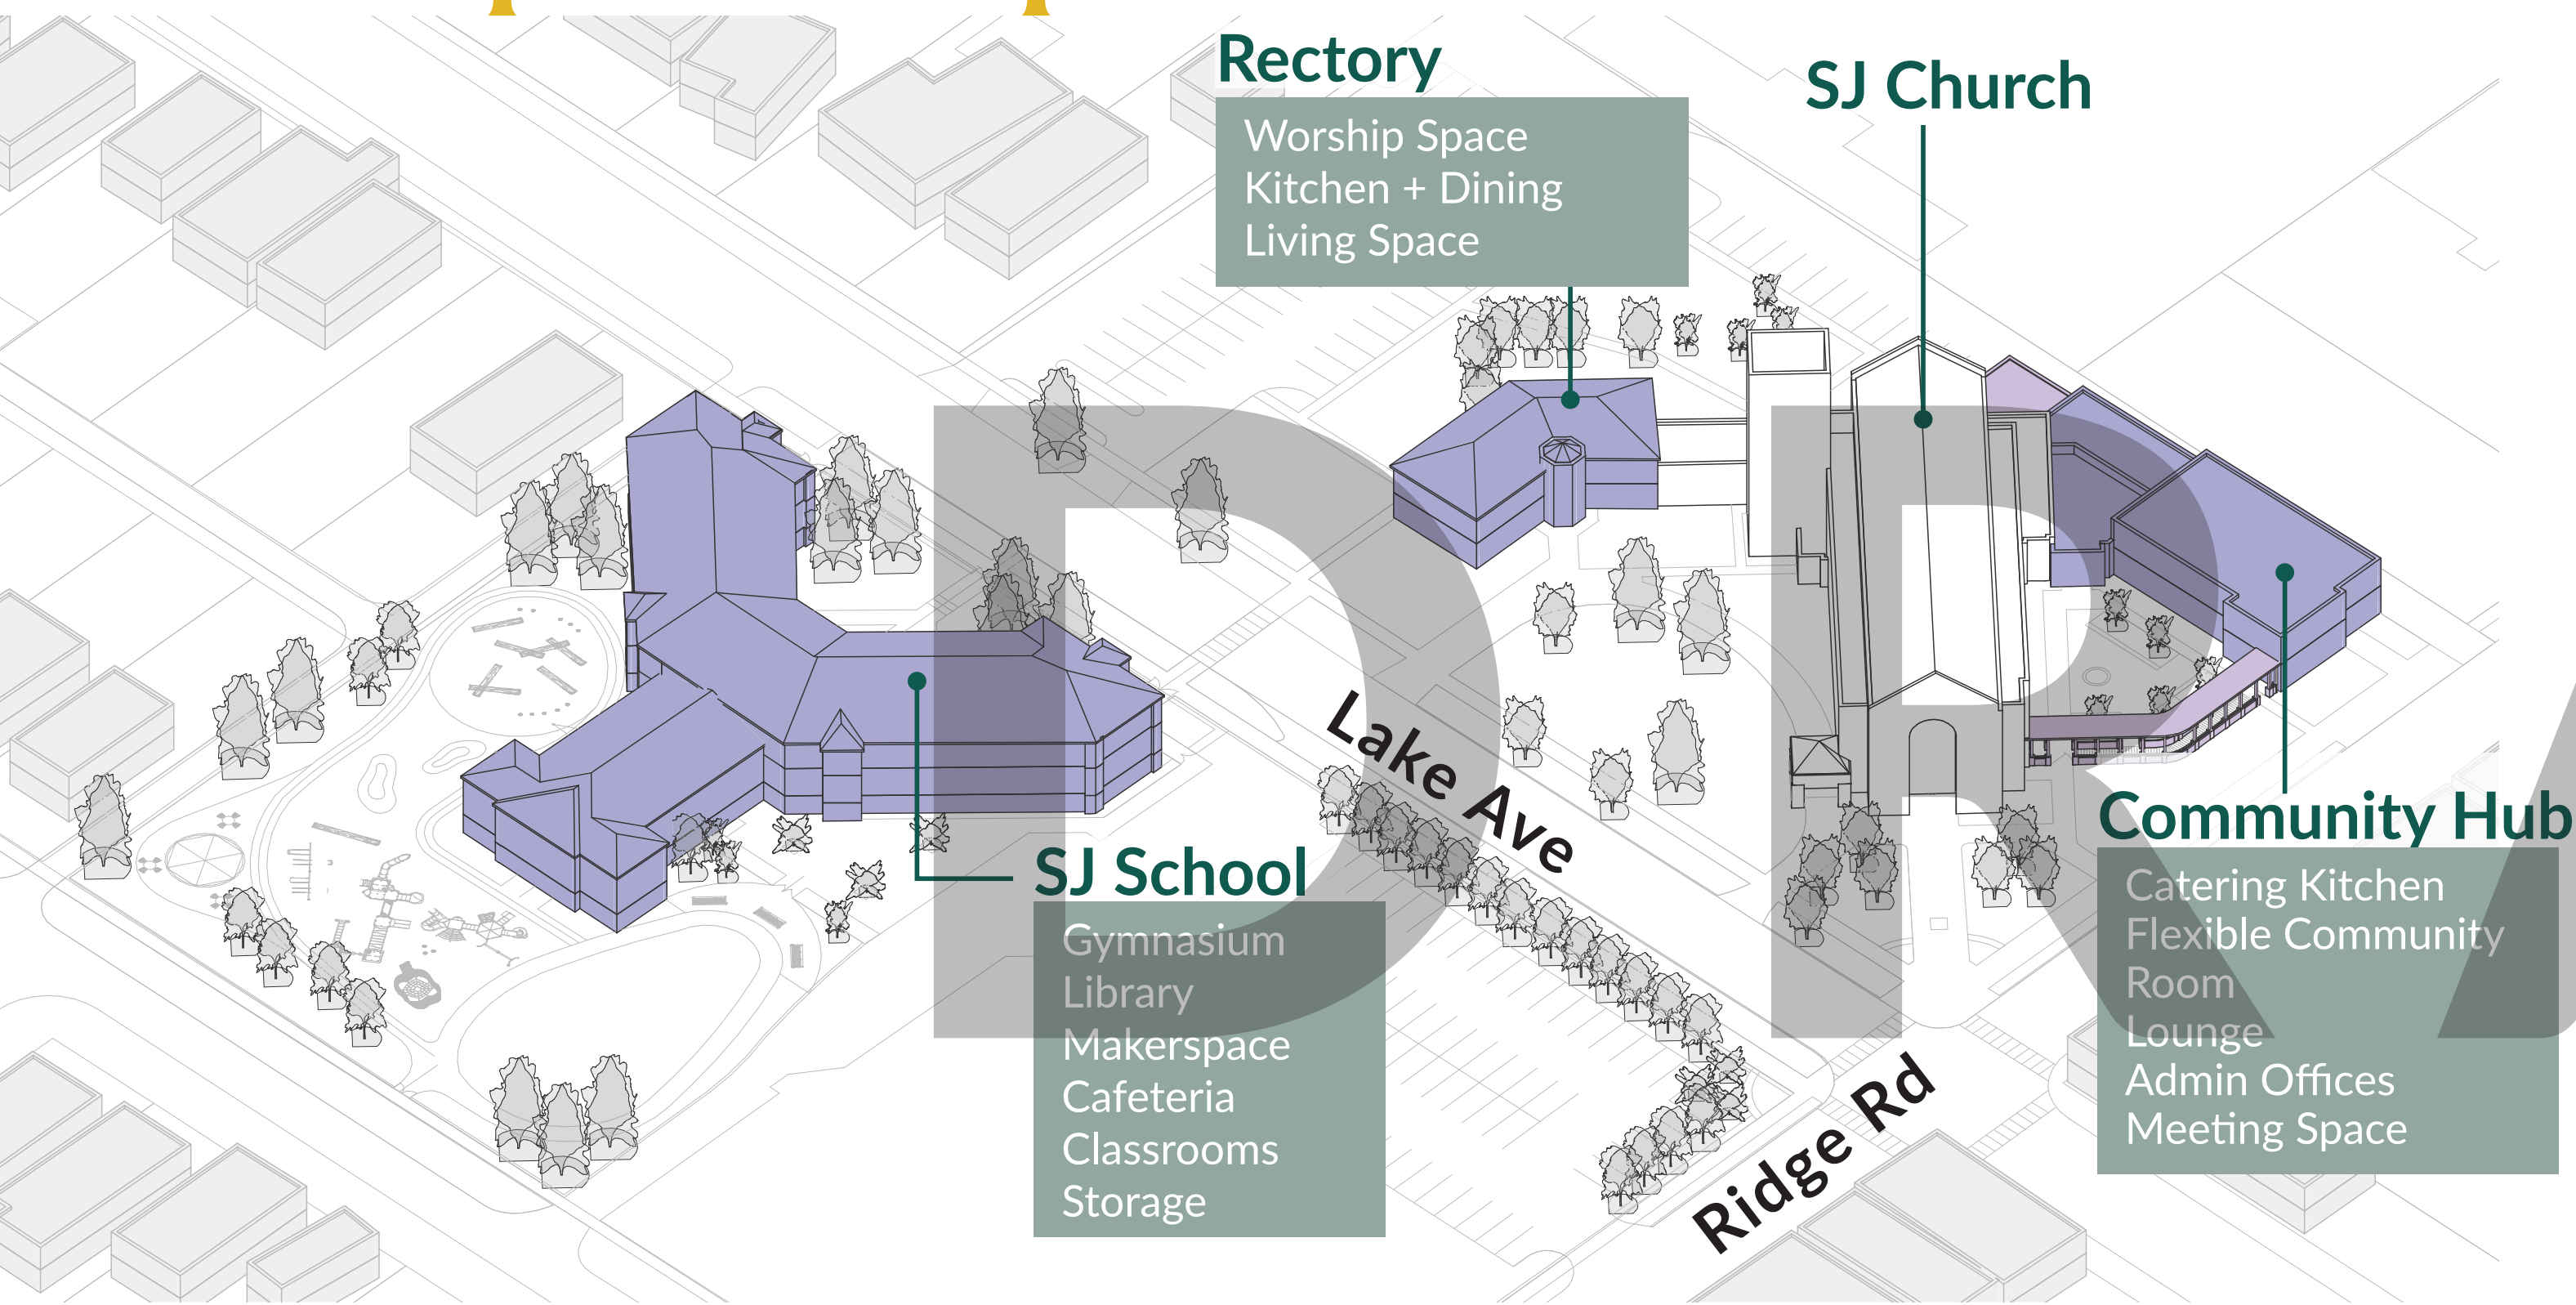 Rectory
Worship Space
Kitchen + Dining
Living Space
SJ Church
Lake Ave
SJ School
Gymnasium
Library
Makerspace
Cafeteria
Classrooms
Storage
Community Hub
Catering Kitchen
Flexible Community
Room
Lounge
Admin Offices
Meeting Space
Ridge Rd
DR